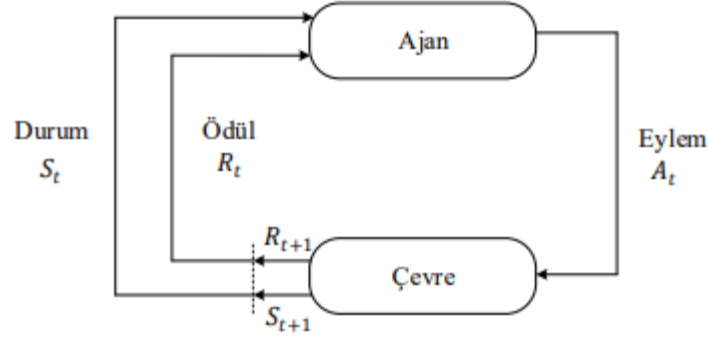 Ajan
Durum
S_t
Ödül
R_t
Eylem
A_t
R_{t+1}
Çevre
S_{t+1}